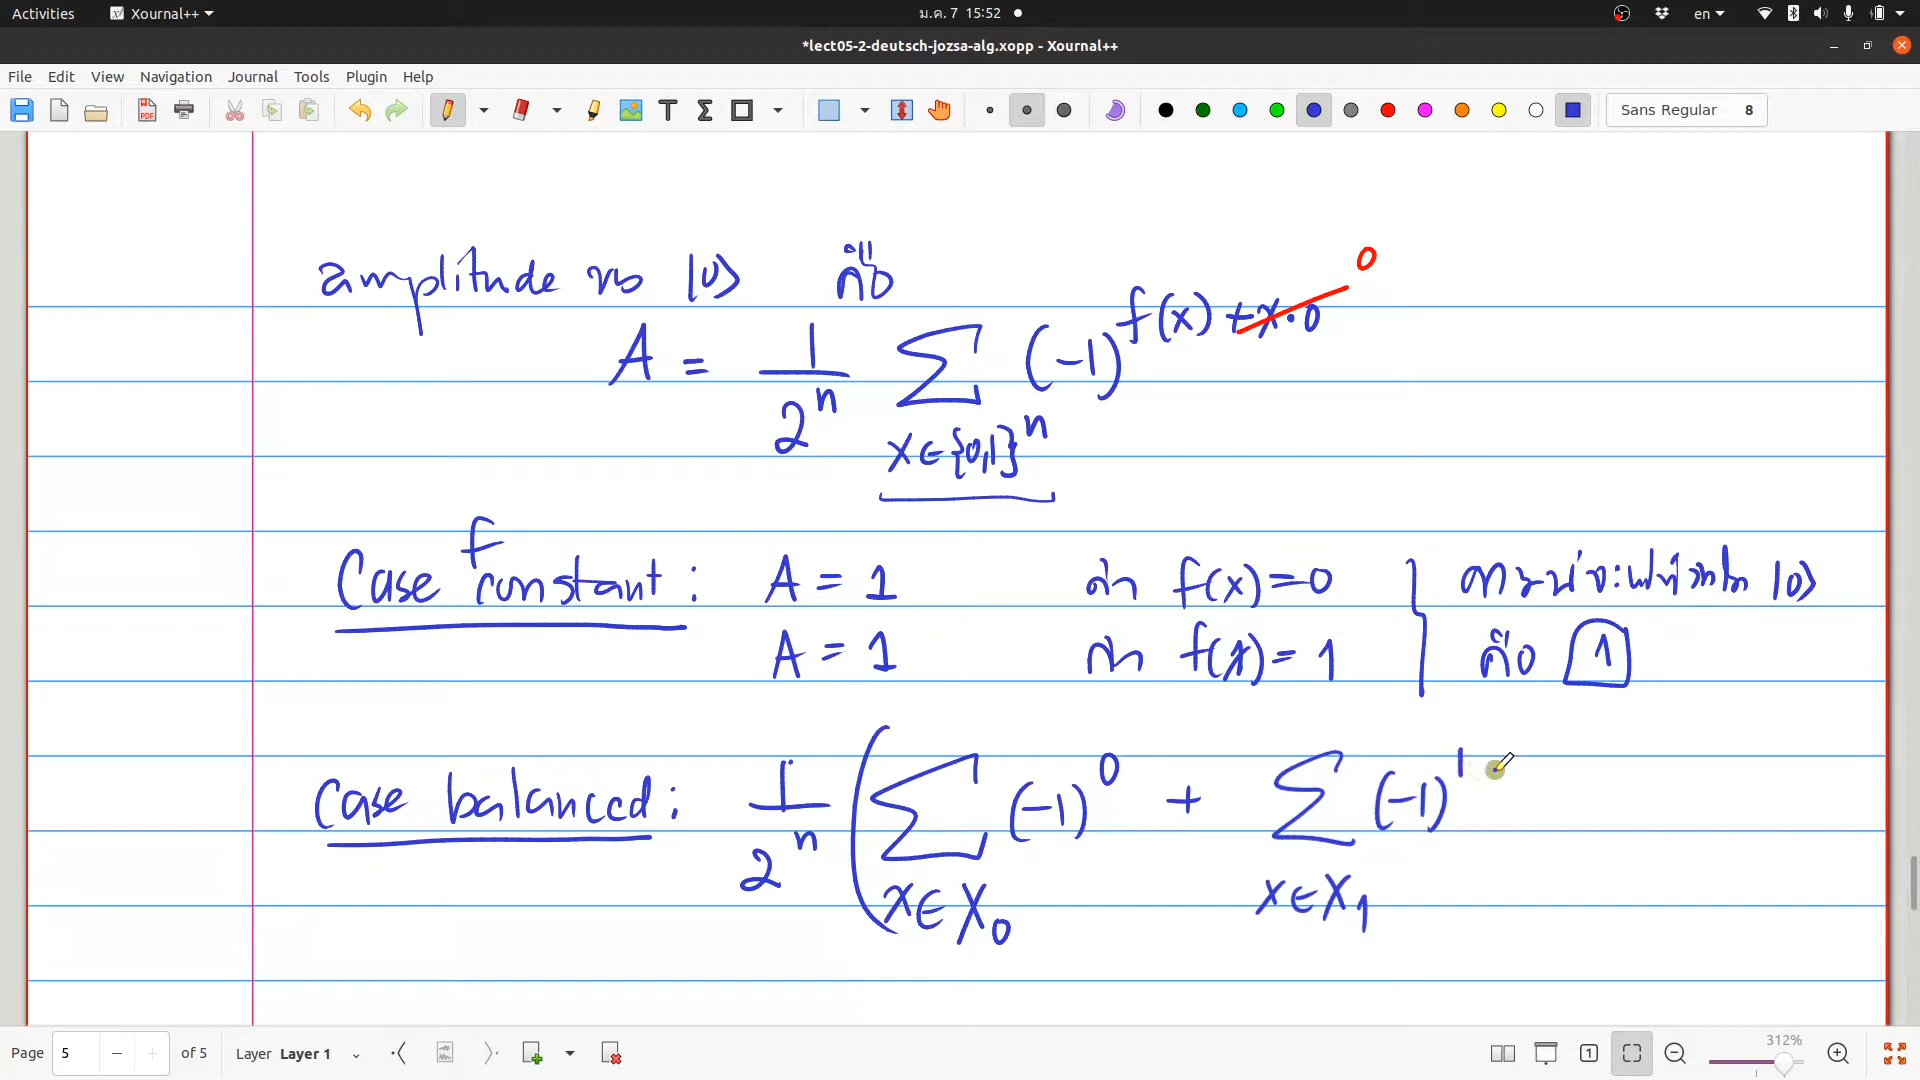 Activities Xournal++ ม.ค. 7 15:52 en
*lect05-2-deutsch-jozsa-alg.xopp - Xournal++
File Edit View Navigation Journal Tools Plugin Help
Sans Regular 8
amplitude ของ |0⟩ คือ
A = 1/2^n Σ_{x∈{0,1}^n} (-1)^{f(x)+x·0} 0
Case f constant: A = 1 ถ้า f(x)=0 |0⟩
A = 1 ถ้า f(x)=1 คือ 1
Case balanced: 1/2^n ( Σ_{x∈X_0} (-1)^0 + Σ_{x∈X_1} (-1)^1
Page 5 of 5 Layer Layer 1 1 312%